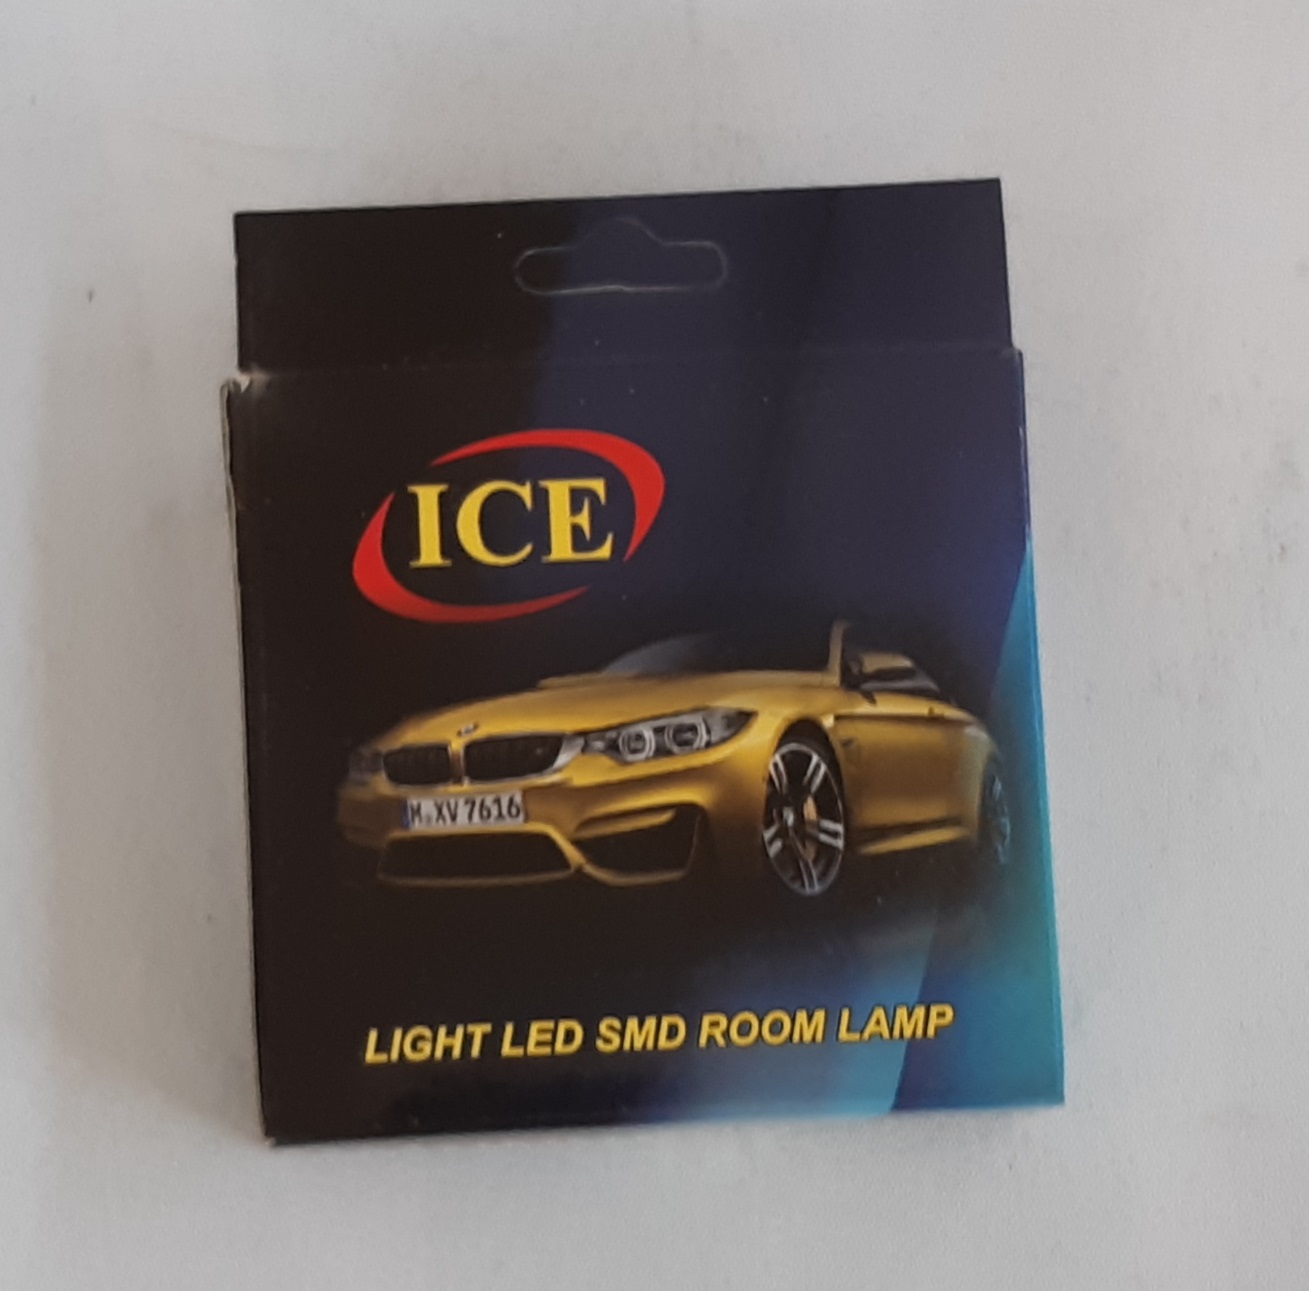 ICE
M:XV 7616
LIGHT LED SMD ROOM LAMP